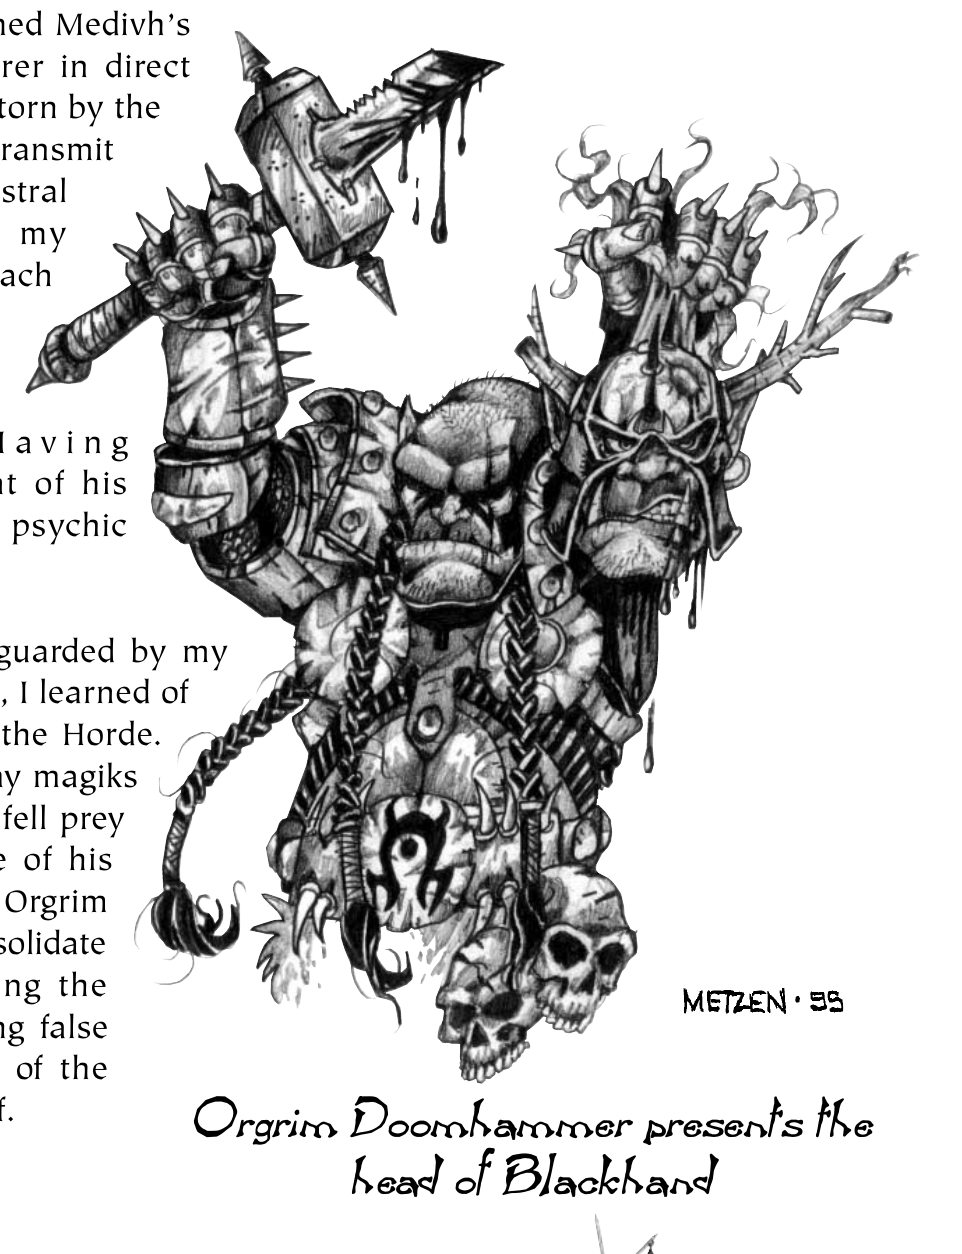 ned Medivh's
rer in direct
torn by the
ransmit
stral
my
ach
aving
nt of his
psychic
guarded by my
, I learned of
the Horde.
ny magiks
fell prey
e of his
Orgrim
solidate
ng the
ng false
of the
f.
METZEN · 95
Orgrim Doomhammer presents the
head of Blackhand